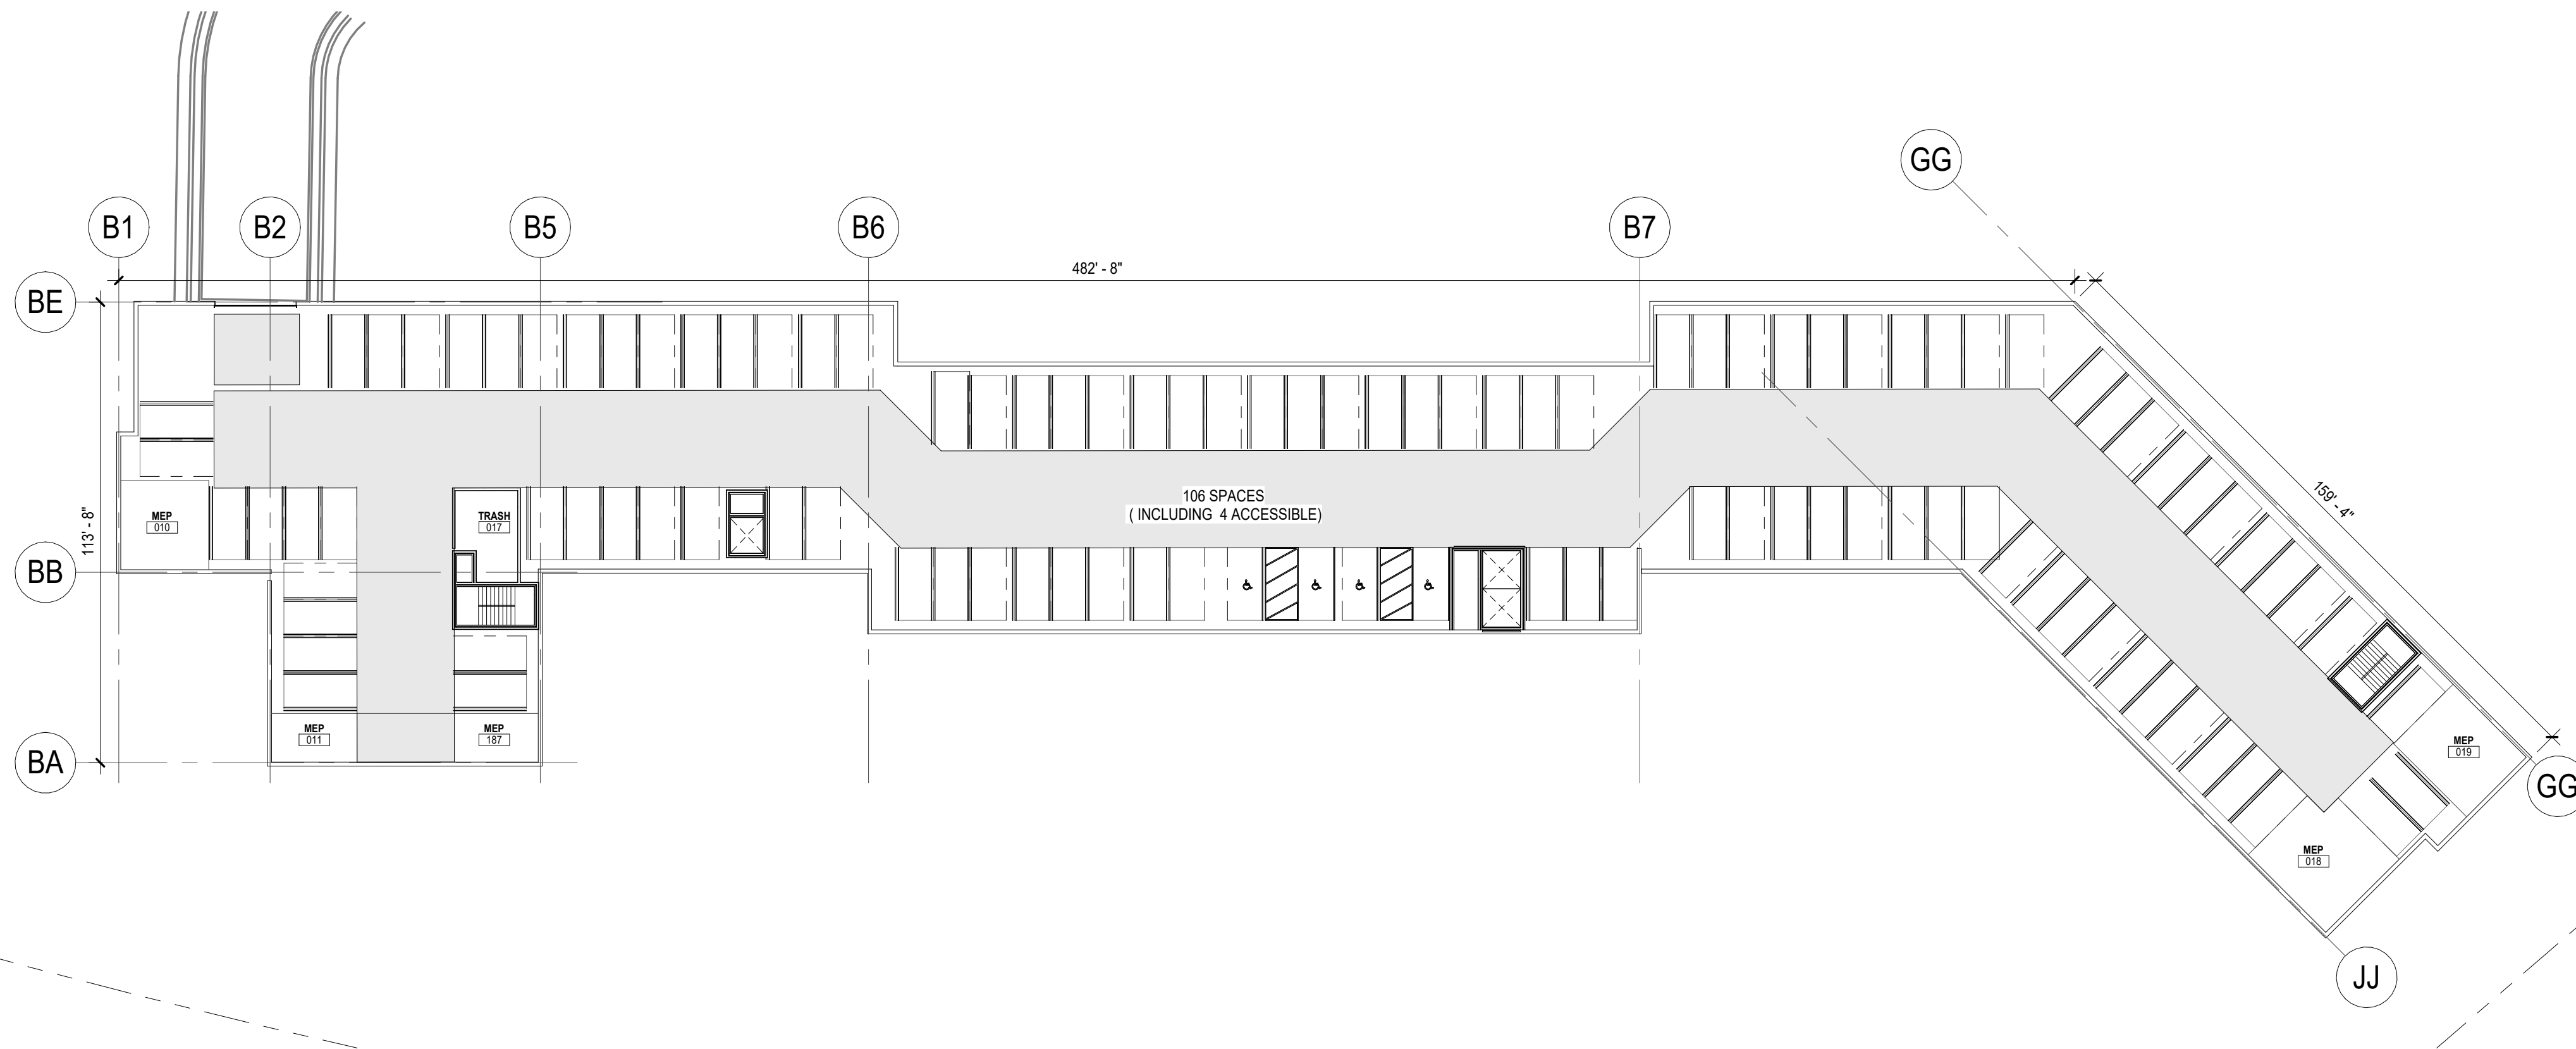 GG
B1
B2
B5
B6
B7
482' - 8"
BE
159' - 4"
106 SPACES
( INCLUDING 4 ACCESSIBLE)
MEP
010
TRASH
017
113' - 8"
BB
MEP
011
MEP
187
MEP
019
BA
GG
MEP
018
JJ